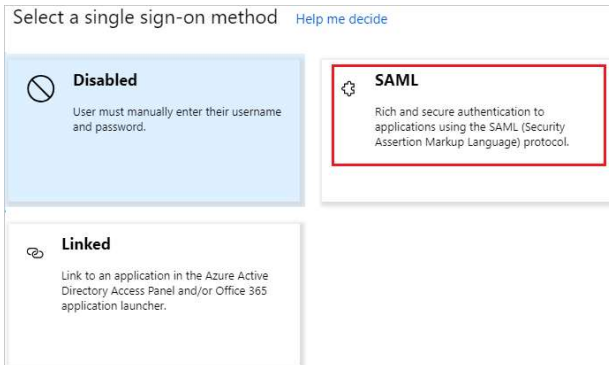 Select a single sign-on method Help me decide
Disabled
User must manually enter their username
and password.
SAML
Rich and secure authentication to
applications using the SAML (Security
Assertion Markup Language) protocol.
Linked
Link to an application in the Azure Active
Directory Access Panel and/or Office 365
application launcher.